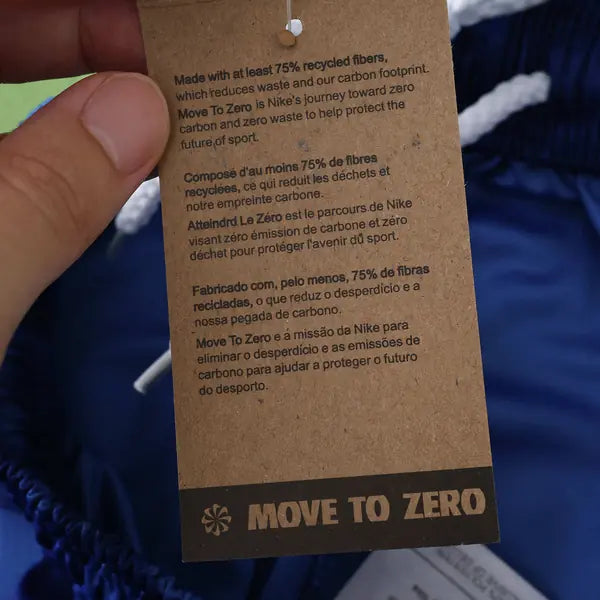 Made with at least 75% recycled fibers,
which reduces waste and our carbon footprint.
Move To Zero is Nike's journey toward zero
carbon and zero waste to help protect the
future of sport.
Composé d'au moins 75% de fibres
recyclées, ce qui reduit les déchets et
notre empreinte carbone.
Atteindrd Le Zéro est le parcours de Nike
visant zéro émission de carbone et zéro
déchet pour protéger l'avenir du sport.
Fabricado com, pelo menos, 75% de fibras
recicladas, o que reduz o desperdício e a
nossa pegada de carbono.
Move To Zero e a missão da Nike para
eliminar o desperdício e as emissões de
carbono para ajudar a proteger o futuro
do desporto.
MOVE TO ZERO